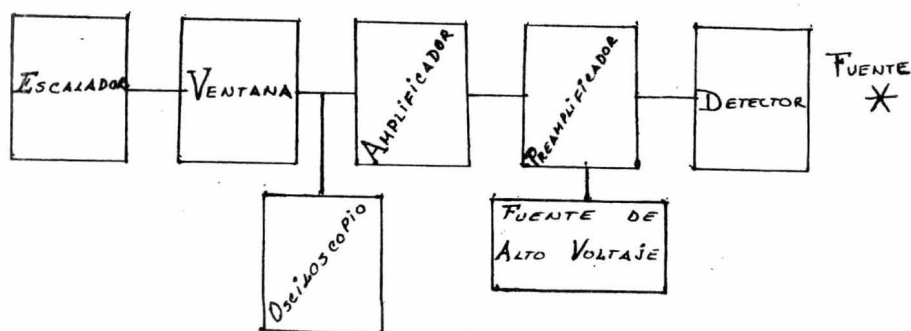 ESCALADOR
VENTANA
AMPLIFICADOR
PREAMPLIFICADOR
DETECTOR
FUENTE
OSCILOSCOPIO
FUENTE DE
ALTO VOLTAJE